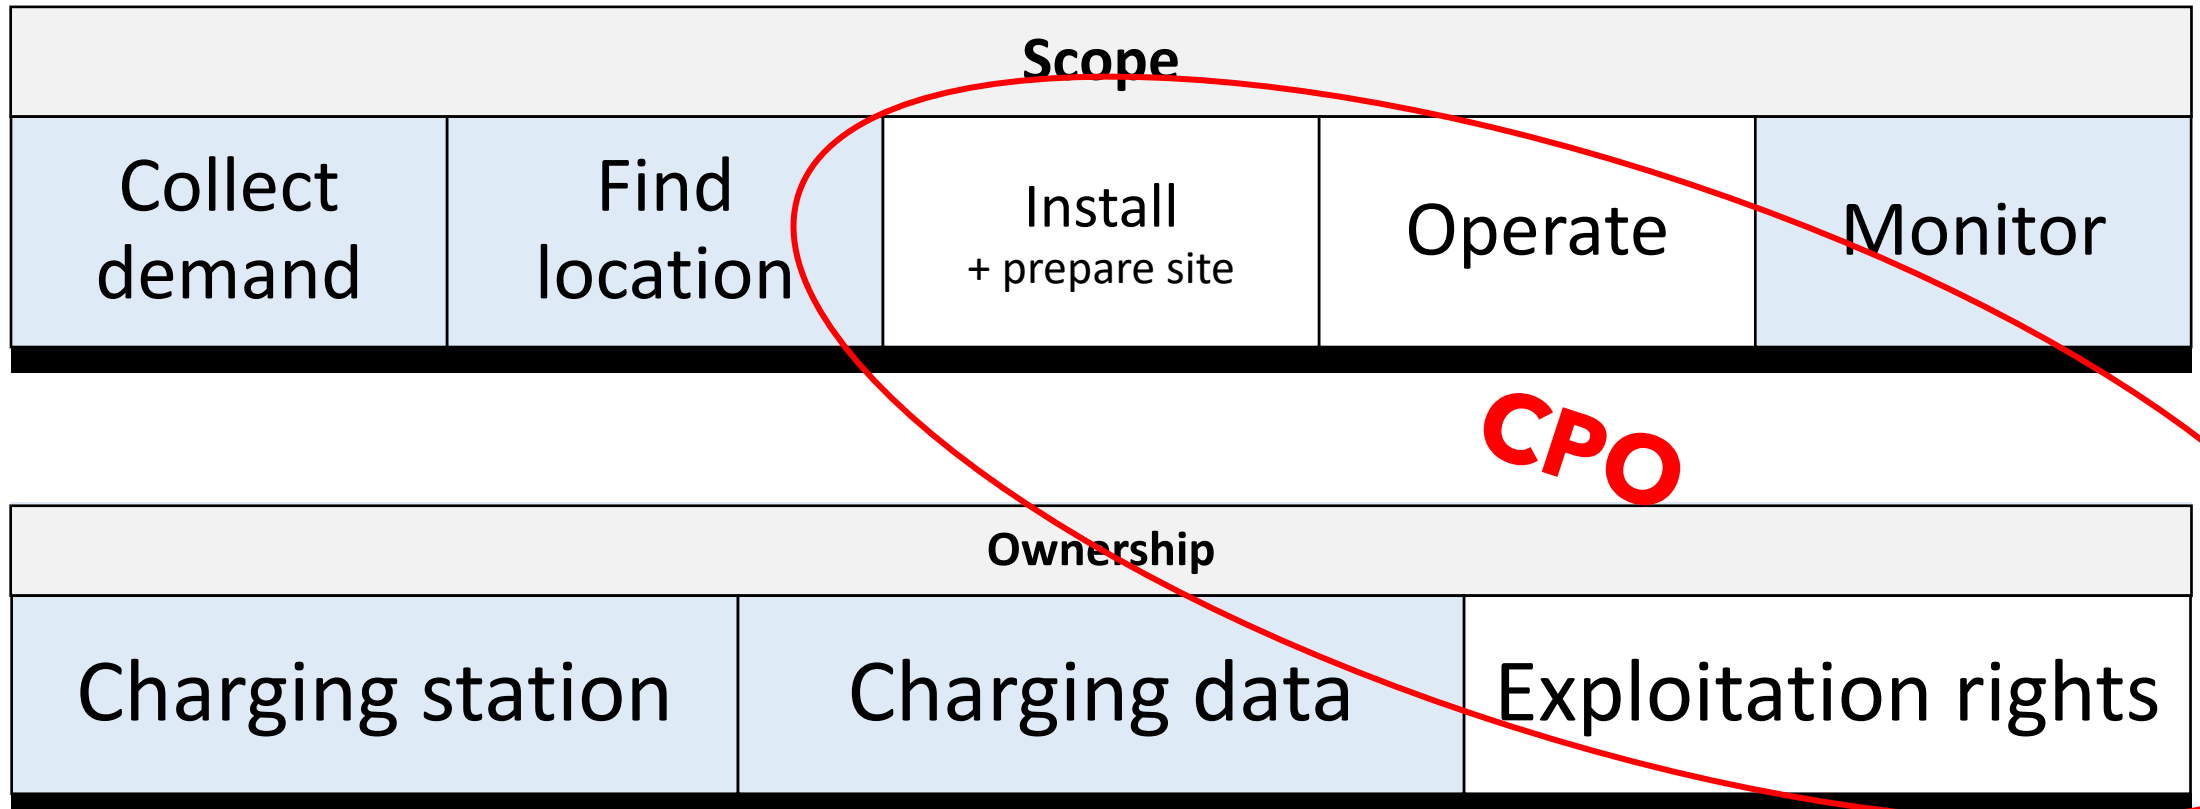 Scope
Collect
demand
Find
location
Install
+ prepare site
Operate
Monitor
CPO
Ownership
Charging station
Charging data
Exploitation rights